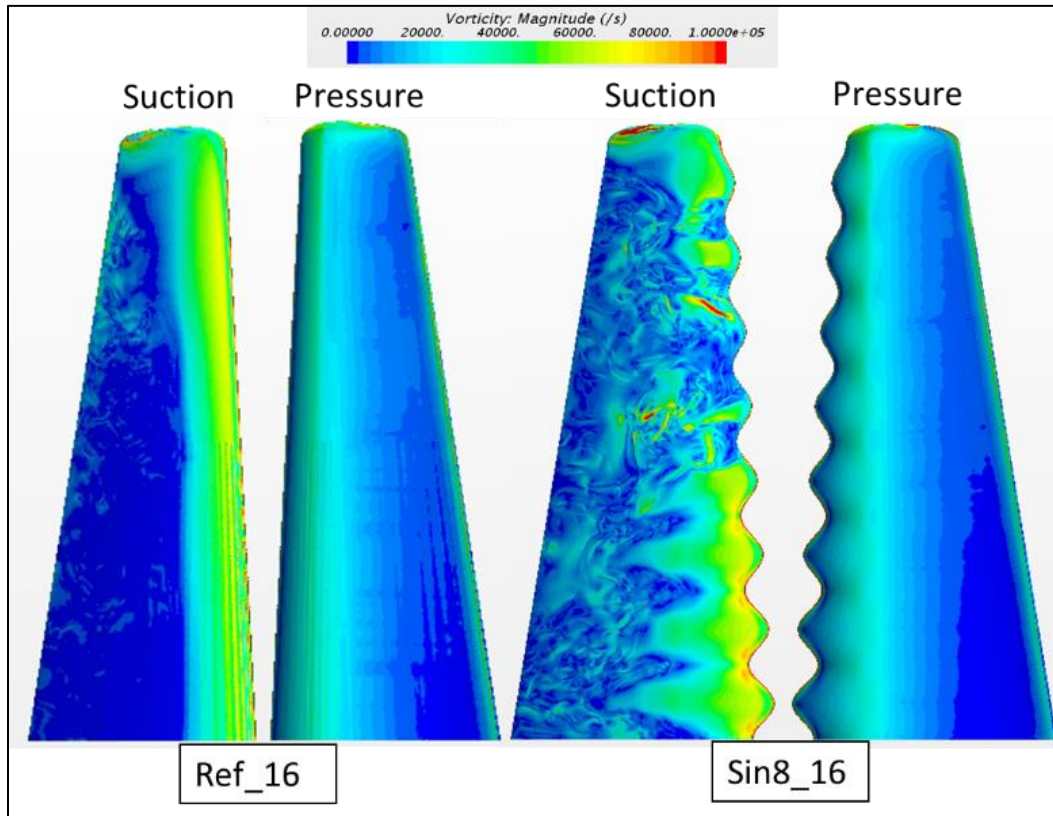 Vorticity: Magnitude (/s)
0.00000 20000. 40000. 60000. 80000. 1.0000e+05
Suction Pressure Suction Pressure
Ref_16 Sin8_16